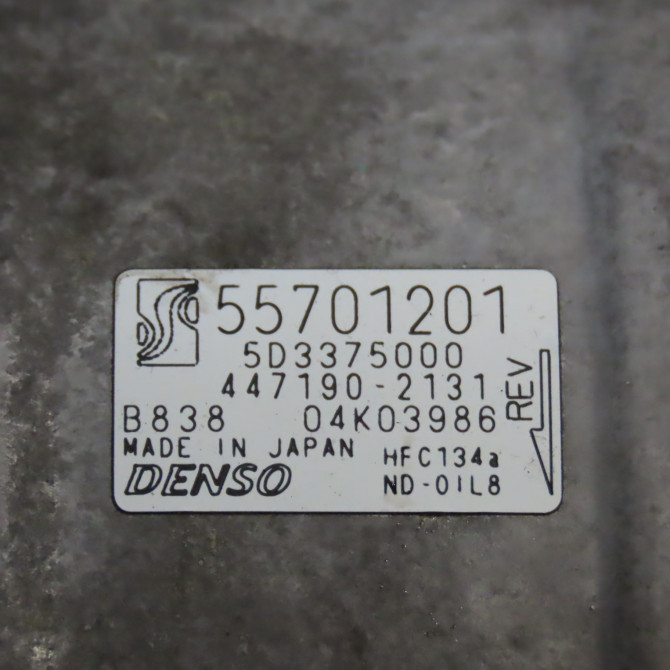 55701201
5D3375000
447190-2131
B838 04K03986
REV
MADE IN JAPAN HFC134a
DENSO ND-OIL8